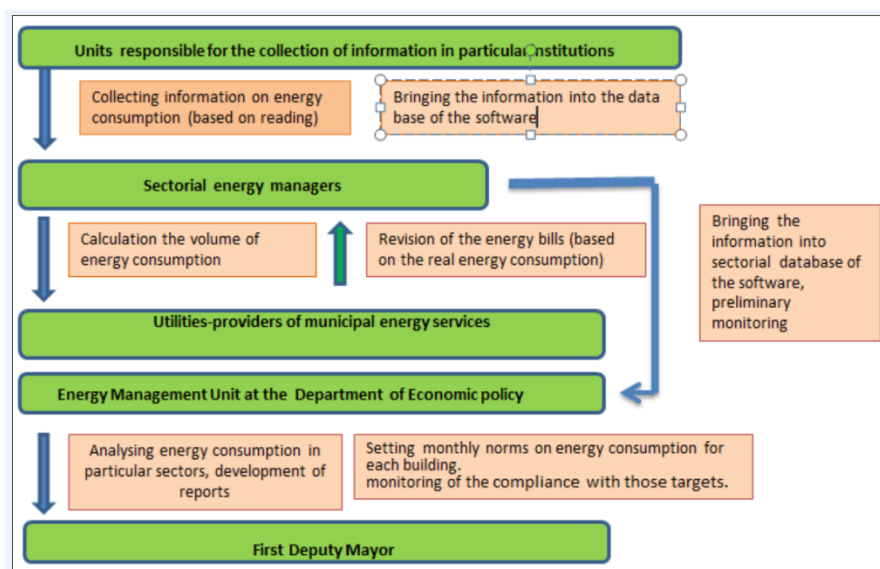 Units responsible for the collection of information in particular institutions
Collecting information on energy
consumption (based on reading)
Bringing the information into the data
base of the software
Sectorial energy managers
Calculation the volume of
energy consumption
Revision of the energy bills (based
on the real energy consumption)
Bringing the
information into
sectorial database of
the software,
preliminary
monitoring
Utilities-providers of municipal energy services
Energy Management Unit at the Department of Economic policy
Analysing energy consumption in
particular sectors, development of
reports
Setting monthly norms on energy consumption for
each building.
monitoring of the compliance with those targets.
First Deputy Mayor